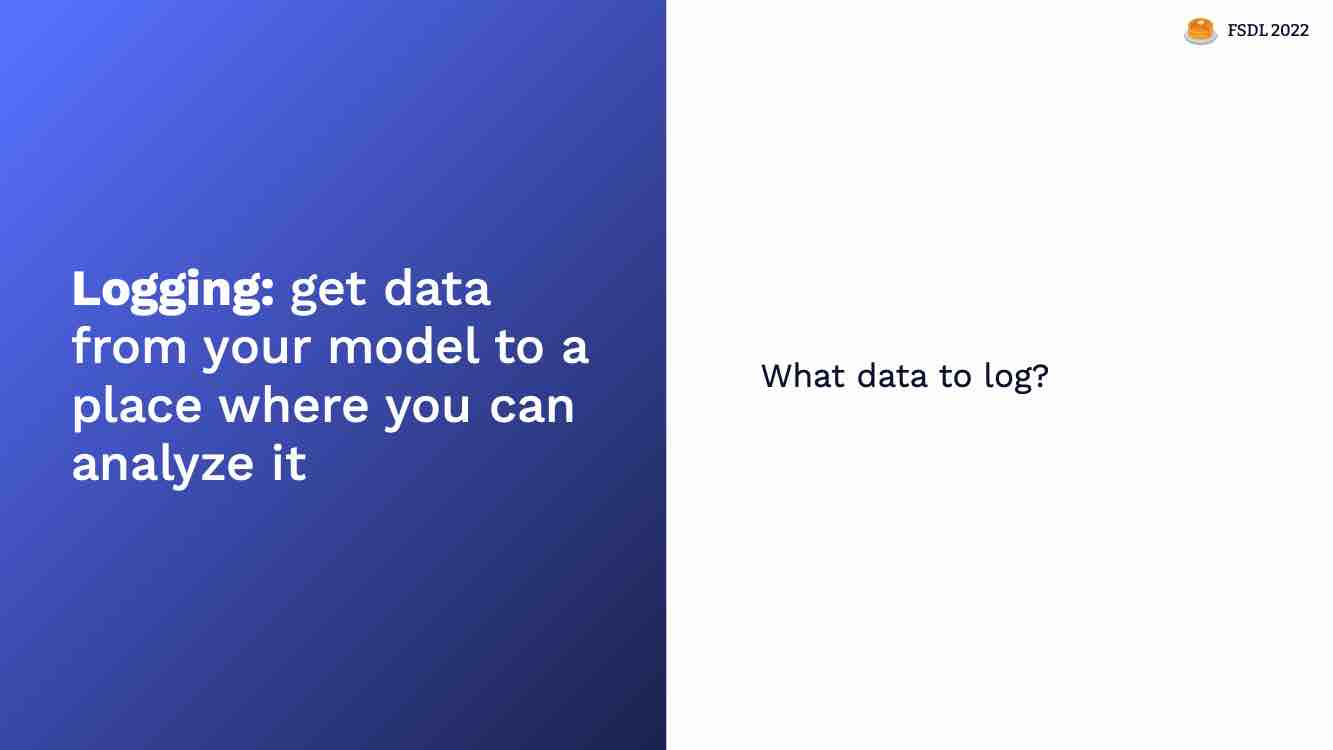 FSDL 2022
Logging: get data
from your model to a
place where you can
analyze it
What data to log?